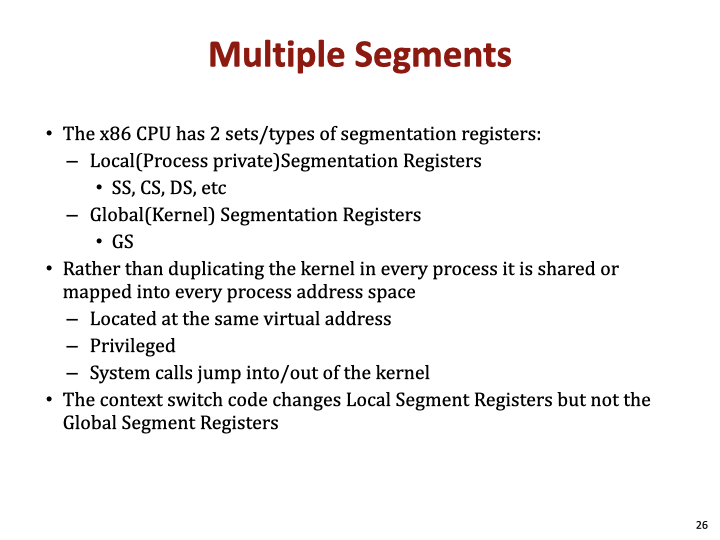 Multiple Segments
• The x86 CPU has 2 sets/types of segmentation registers:
– Local(Process private)Segmentation Registers
• SS, CS, DS, etc
– Global(Kernel) Segmentation Registers
• GS
• Rather than duplicating the kernel in every process it is shared or
mapped into every process address space
– Located at the same virtual address
– Privileged
– System calls jump into/out of the kernel
• The context switch code changes Local Segment Registers but not the
Global Segment Registers
26